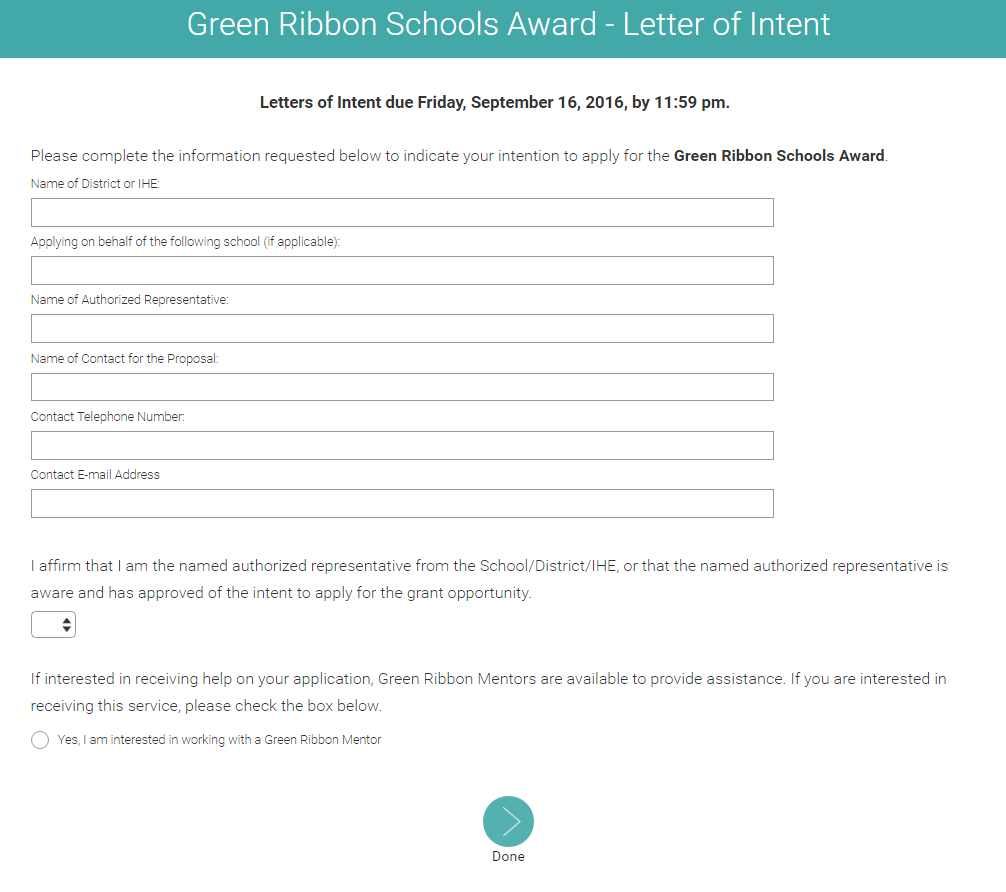 Green Ribbon Schools Award - Letter of Intent
Letters of Intent due Friday, September 16, 2016, by 11:59 pm.
Please complete the information requested below to indicate your intention to apply for the Green Ribbon Schools Award.
Name of District or IHE:
Applying on behalf of the following school (if applicable):
Name of Authorized Representative:
Name of Contact for the Proposal:
Contact Telephone Number:
Contact E-mail Address
I affirm that I am the named authorized representative from the School/District/IHE, or that the named authorized representative is
aware and has approved of the intent to apply for the grant opportunity.
If interested in receiving help on your application, Green Ribbon Mentors are available to provide assistance. If you are interested in
receiving this service, please check the box below.
Yes, I am interested in working with a Green Ribbon Mentor
Done